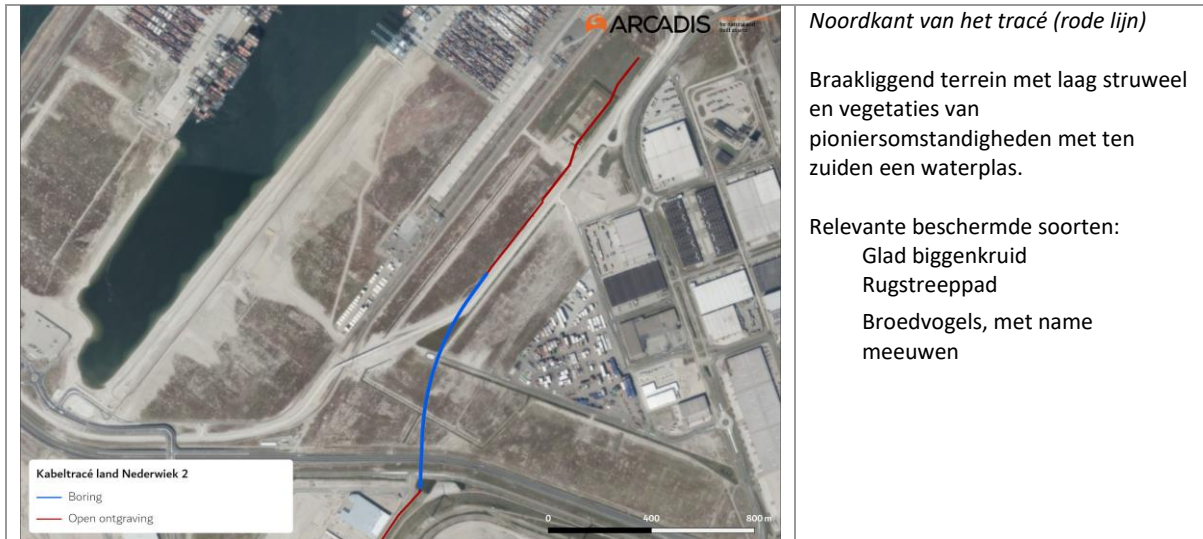 ARCADIS
Kabeltracé land Nederwiek 2
Boring
Open ontgraving
0 400 800 m
Noordkant van het tracé (rode lijn)
Braakliggend terrein met laag struweel
en vegetaties van
pioniersomstandigheden met ten
zuiden een waterplas.
Relevante beschermde soorten:
Glad biggenkruid
Rugstreeppad
Broedvogels, met name
meeuwen